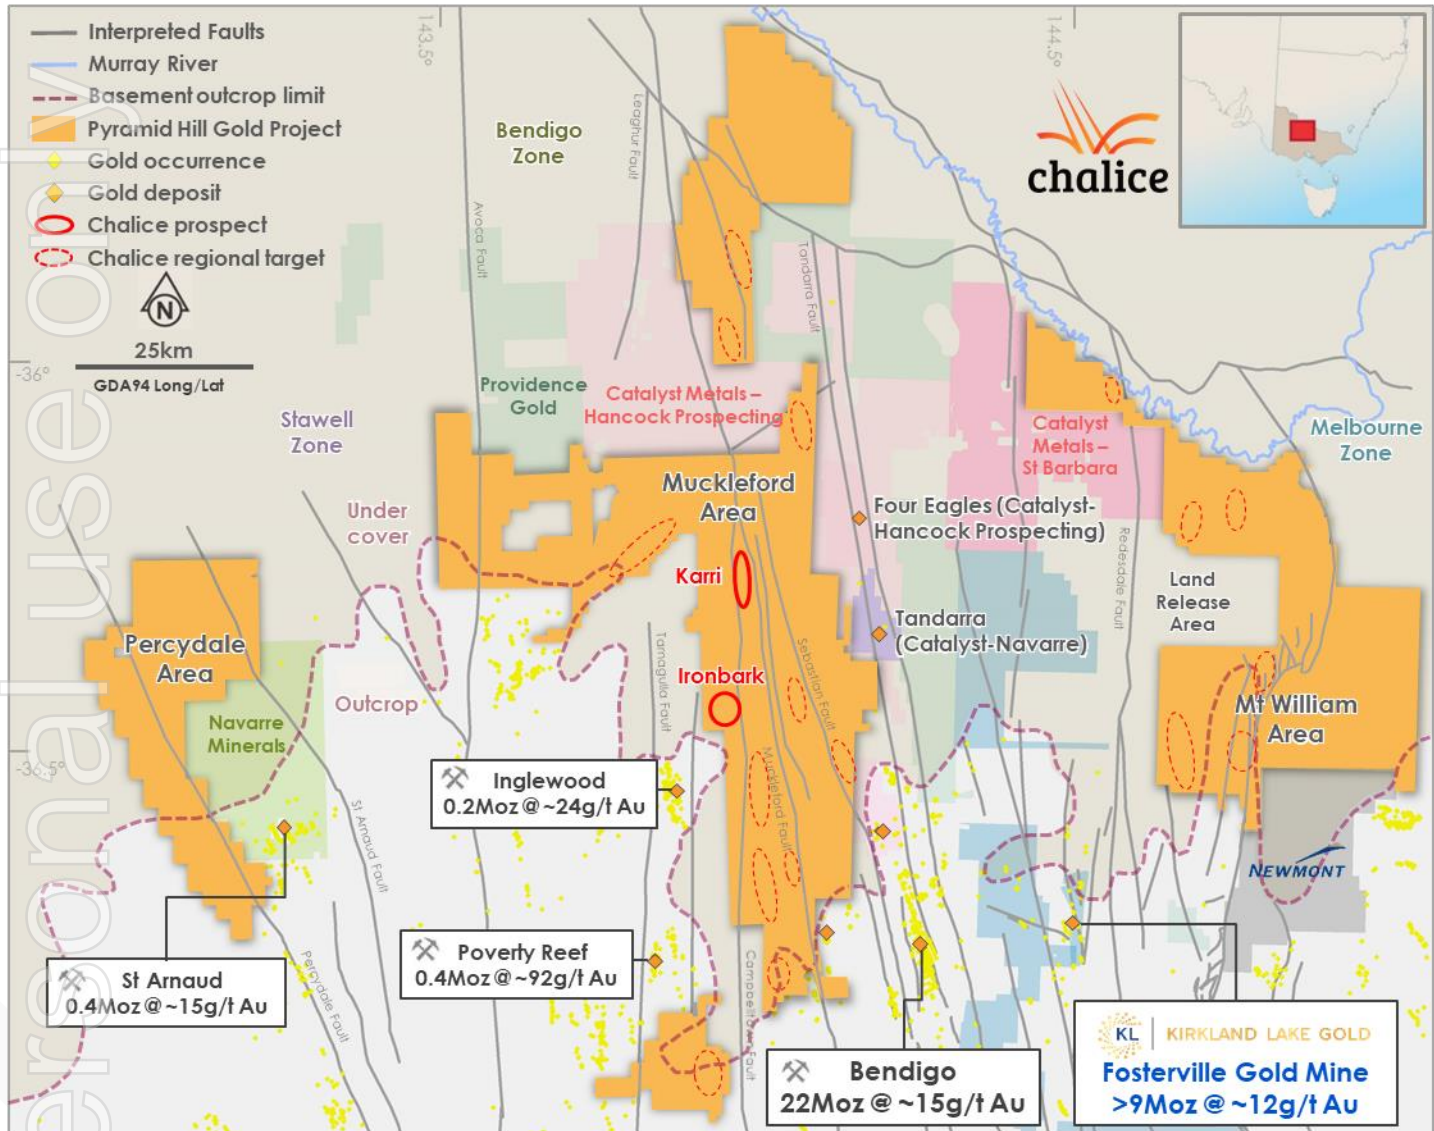 Interpreted Faults
Murray River
Basement outcrop limit
Pyramid Hill Gold Project
Gold occurrence
Gold deposit
Chalice prospect
Chalice regional target
N
25km
GDA94 Long/Lat
143.5°
144.5°
-36°
-36.5°
ersonal use only
chalice
Bendigo
Zone
Leaghur Fault
Avoca Fault
Tandarra Fault
Providence
Gold
Catalyst Metals –
Hancock Prospecting
Catalyst
Metals –
St Barbara
Melbourne
Zone
Stawell
Zone
Under
cover
Muckleford
Area
Four Eagles (Catalyst-
Hancock Prospecting)
Redesdale Fault
Karri
Land
Release
Area
Tandarra
(Catalyst-Navarre)
Percydale
Area
Tarnagulla Fault
Sebastian Fault
Ironbark
Outcrop
Navarre
Minerals
Mt William
Area
Muckleford Fault
Inglewood
0.2Moz @ ~24g/t Au
St Arnaud Fault
NEWMONT
Poverty Reef
0.4Moz @ ~92g/t Au
St Arnaud
0.4Moz @ ~15g/t Au
Percydale Fault
Campbelltown Fault
KL
KIRKLAND LAKE GOLD
Fosterville Gold Mine
>9Moz @ ~12g/t Au
Bendigo
22Moz @ ~15g/t Au